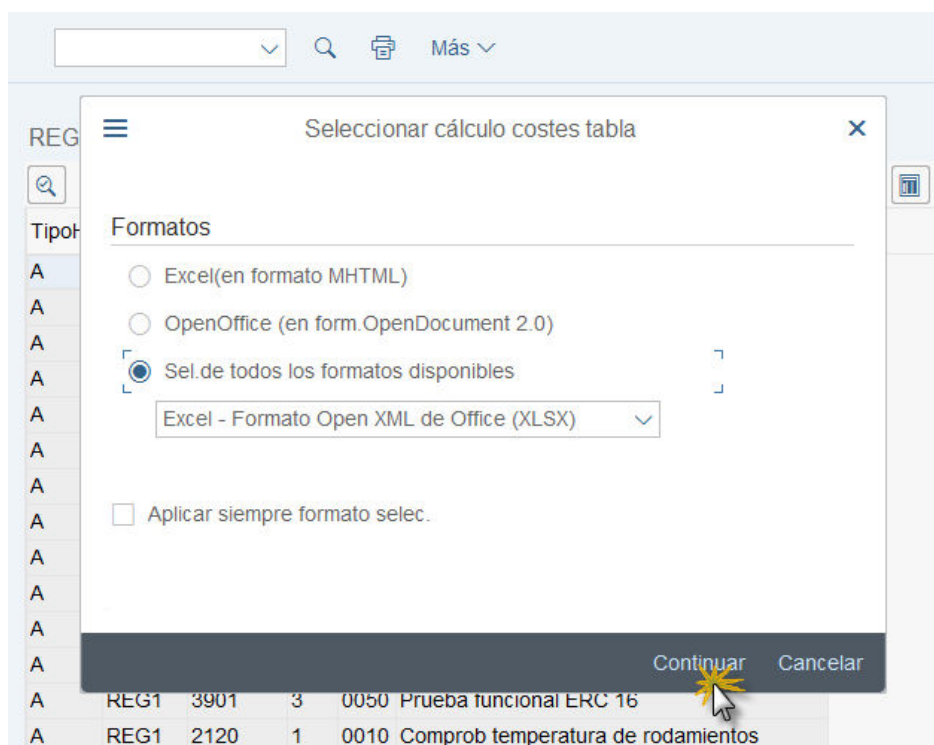 Más
REG
Seleccionar cálculo costes tabla
TipoH
Formatos
A
Excel(en formato MHTML)
A
OpenOffice (en form.OpenDocument 2.0)
A
Sel.de todos los formatos disponibles
A
Excel - Formato Open XML de Office (XLSX)
A
A
A
Aplicar siempre formato selec.
A
A
A
A
A
Continuar Cancelar
A REG1 3901 3 0050 Prueba funcional ERC 16
A REG1 2120 1 0010 Comprob temperatura de rodamientos